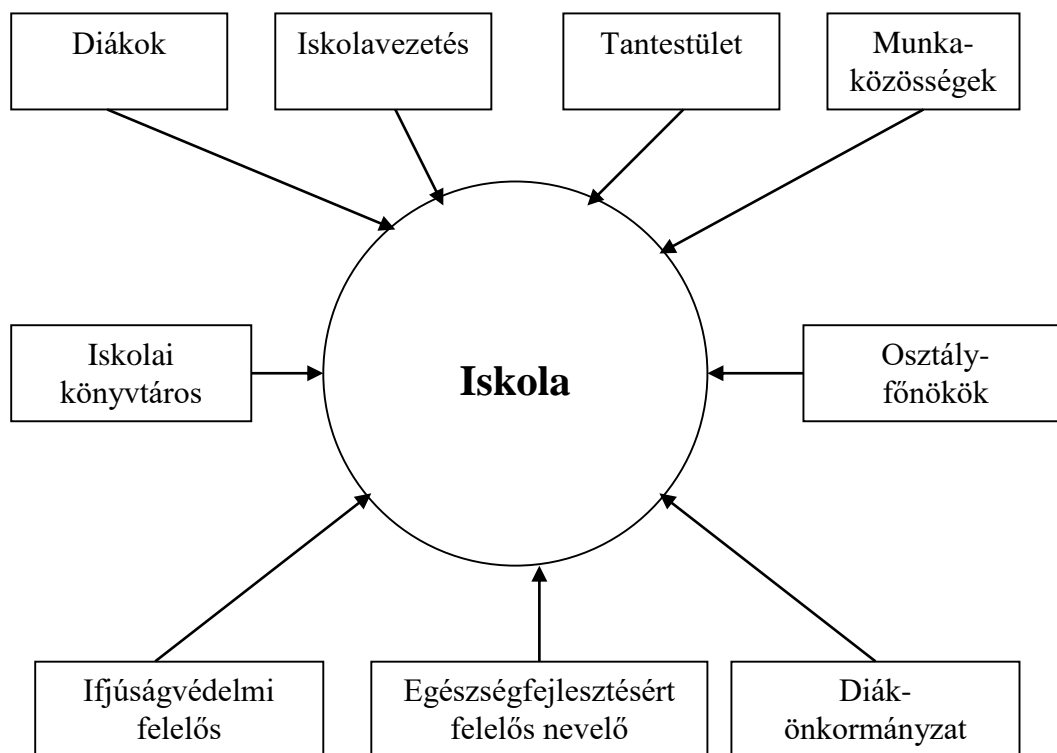 Diákok
Iskolavezetés
Tantestület
Munka-
közösségek
Iskolai
könyvtáros
Iskola
Osztály-
főnökök
Ifjúságvédelmi
felelős
Egészségfejlesztésért
felelős nevelő
Diák-
önkormányzat